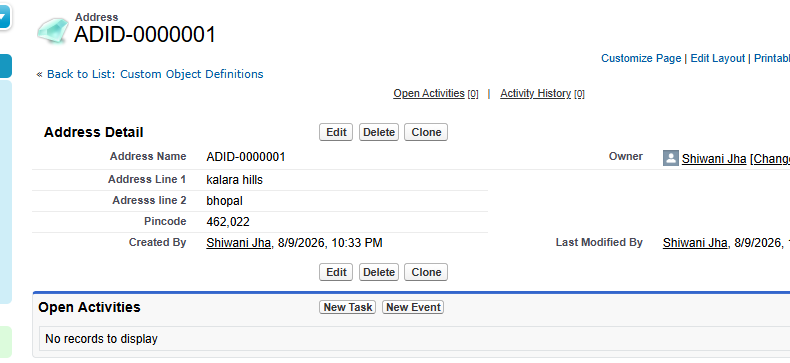 Address
ADID-0000001
Customize Page | Edit Layout | Printab
« Back to List: Custom Object Definitions
Open Activities [0] | Activity History [0]
Address Detail Edit Delete Clone
Address Name ADID-0000001 Owner Shiwani Jha [Chang
Address Line 1 kalara hills
Adresss line 2 bhopal
Pincode 462,022
Created By Shiwani Jha, 8/9/2026, 10:33 PM Last Modified By Shiwani Jha, 8/9/2026,
Edit Delete Clone
Open Activities New Task New Event
No records to display